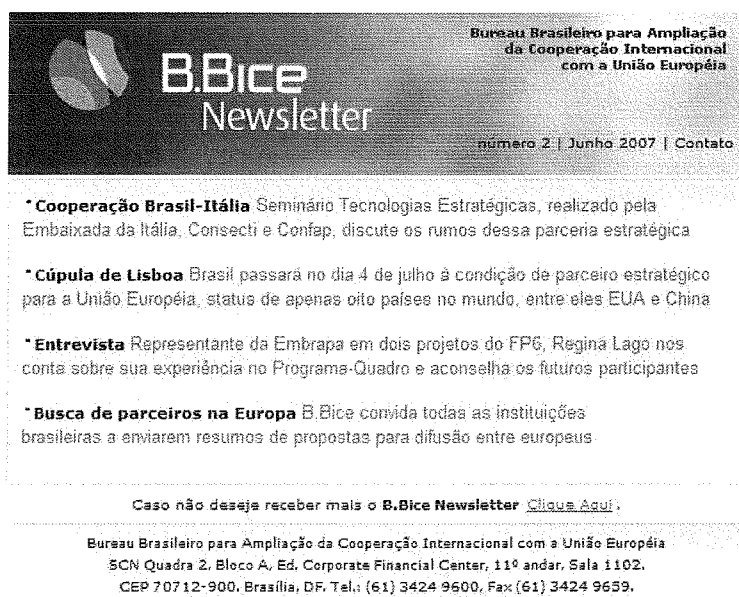 Bureau Brasileiro para Ampliação
da Cooperação Internacional
com a União Européia
B.Bice
Newsletter
número 2 | Junho 2007 | Contato
*Cooperação Brasil-Itália Seminário Tecnologias Estratégicas, realizado pela
Embaixada da Itália, Consecti e Confap, discute os rumos dessa parceria estratégica
*Cúpula de Lisboa Brasil passará no dia 4 de julho à condição de parceiro estratégico
para a União Européia, status de apenas oito países no mundo, entre eles EUA e China
*Entrevista Representante da Embrapa em dois projetos do FP6, Regina Lago nos
conta sobre sua experiência no Programa-Quadro e aconselha os futuros participantes
*Busca de parceiros na Europa B.Bice convida todas as instituições
brasileiras a enviarem resumos de propostas para difusão entre europeus
Caso não deseje receber mais o B.Bice Newsletter Clique Aqui.
Bureau Brasileiro para Ampliação da Cooperação Internacional com a União Européia
SCN Quadra 2, Bloco A, Ed. Corporate Financial Center, 11º andar, Sala 1102.
CEP 70712-900, Brasília, DF. Tel.: (61) 3424 9600, Fax (61) 3424 9659.